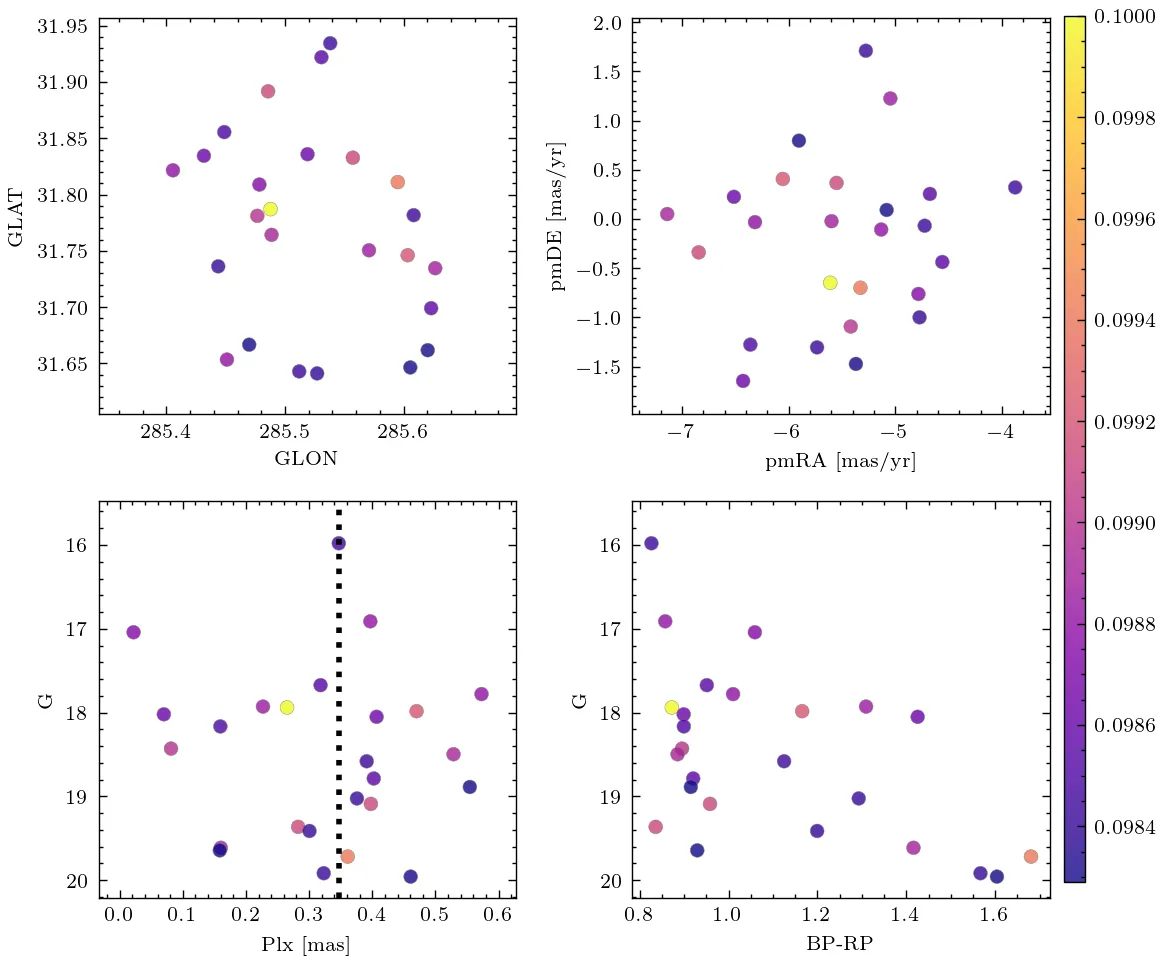 31.95
31.90
31.85
31.80
31.75
31.70
31.65
GLAT
285.4 285.5 285.6
GLON
2.0
1.5
1.0
0.5
0.0
−0.5
−1.0
−1.5
pmDE [mas/yr]
−7 −6 −5 −4
pmRA [mas/yr]
0.1000
0.0998
0.0996
0.0994
0.0992
0.0990
0.0988
0.0986
0.0984
16
17
18
19
20
G
0.0 0.1 0.2 0.3 0.4 0.5 0.6
Plx [mas]
16
17
18
19
20
G
0.8 1.0 1.2 1.4 1.6
BP-RP